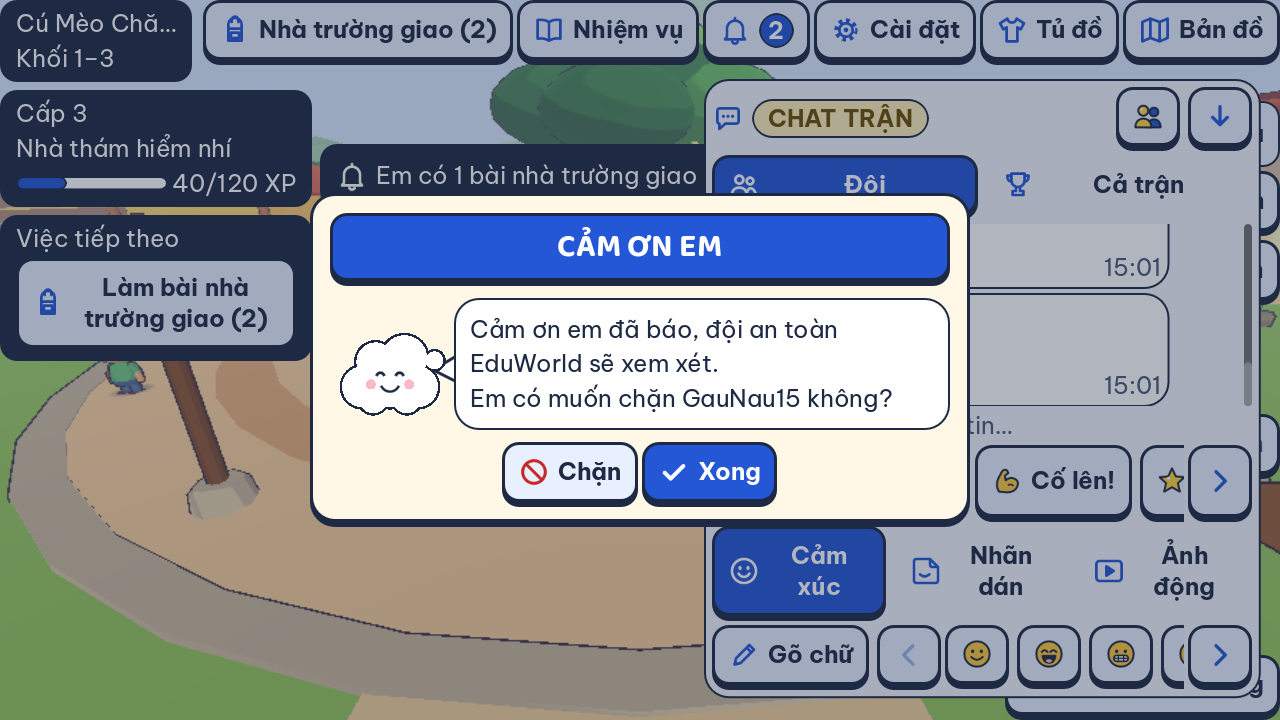 Cú Mèo Chă...
Khối 1–3
Nhà trường giao (2)
Nhiệm vụ
2
Cài đặt
Tủ đồ
Bản đồ
Cấp 3
Nhà thám hiểm nhí
40/120 XP
Việc tiếp theo
Làm bài nhà
trường giao (2)
Em có 1 bài nhà trường giao
CHAT TRẬN
Đội
Cả trận
15:01
15:01
tin...
CẢM ƠN EM
Cảm ơn em đã báo, đội an toàn
EduWorld sẽ xem xét.
Em có muốn chặn GauNau15 không?
Chặn
Xong
Cố lên!
Cảm
xúc
Nhãn
dán
Ảnh
động
Gõ chữ